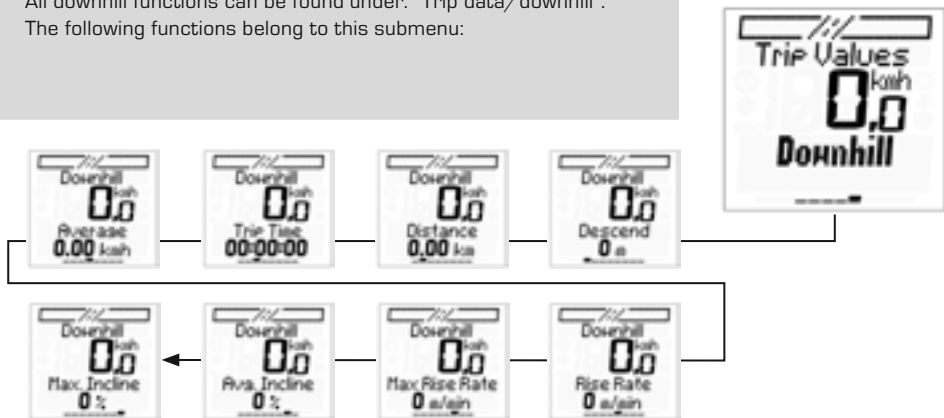 All downhill functions can be found under: "Trip data/ downhill".
The following functions belong to this submenu:
Trip Values
0,0 kmh
Downhill
Downhill
0,0 kmh
Average
0.00 kmh
Downhill
0,0 kmh
Trip Time
00:00:00
Downhill
0,0 kmh
Distance
0,00 km
Downhill
0,0 kmh
Descend
0 m
Downhill
0,0 kmh
Max. Incline
0 %
Downhill
0,0 kmh
Ava. Incline
0 %
Downhill
0,0 kmh
Max Rise Rate
0 m/min
Downhill
0,0 kmh
Rise Rate
0 m/min